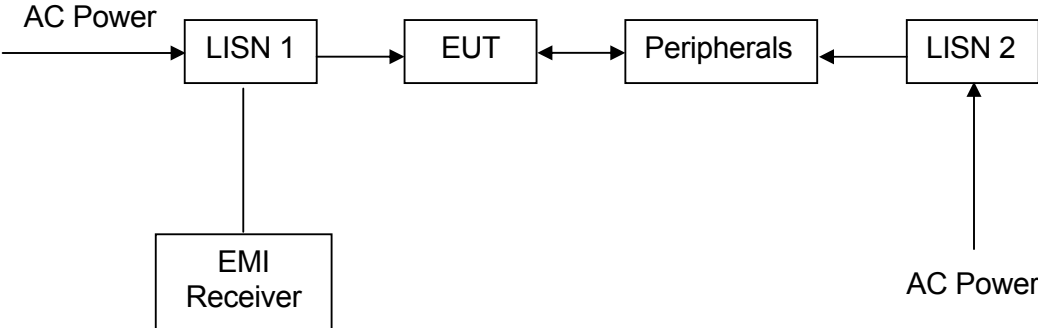 AC Power
LISN 1
EUT
Peripherals
LISN 2
EMI
Receiver
AC Power